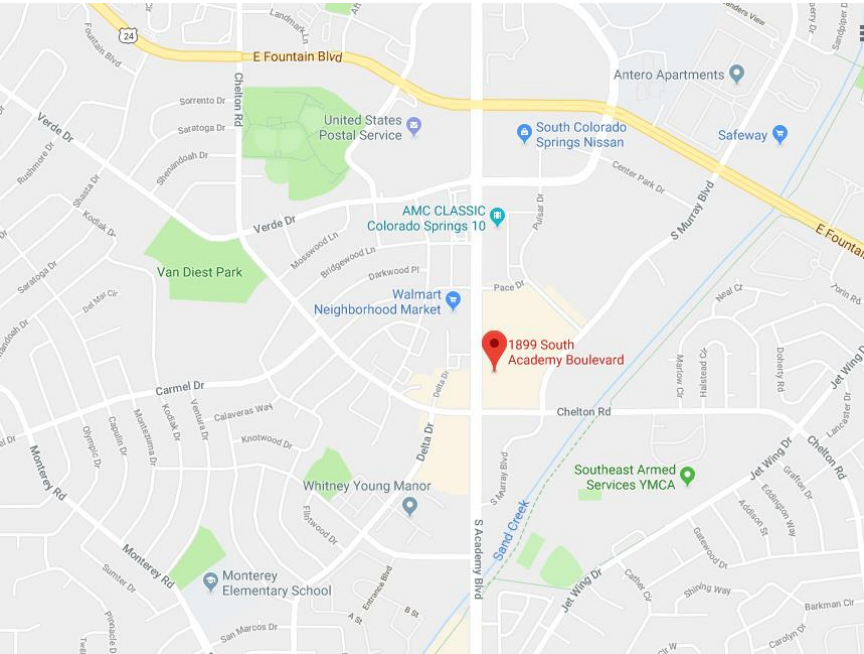 24
E Fountain Blvd
Fountain Blvd
Landmark Ln
Sandpiper D
Antero Apartments
Chelton Rd
Sorrento Dr
Saratoga Dr
Shenandoah Dr
Verde Dr
Rushmore Dr
Shasta Dr
Kodiak Dr
United States
Postal Service
South Colorado
Springs Nissan
Safeway
Center Park Dr
S Murray Blvd
E Fountai
AMC CLASSIC
Colorado Springs 10
Pulsar Dr
Verde Dr
Mosswood Ln
Bridgewood Ln
Darkwood Pl
Van Diest Park
Saratoga Dr
Del Mar Cir
Walmart
Neighborhood Market
Pace Dr
Neal Cir
Zorin Rd
1899 South
Academy Boulevard
Marlow Cir
Halstead Cir
Doherty Rd
Jet Wing D
Carmel Dr
Delta Dr
Chelton Rd
Lancaster Dr
Calaveras Way
Knotwood Dr
Ventura Dr
Kodiak Dr
Montezuma Dr
Capulin Dr
Olympic Dr
Delta Dr
Chelton Rd
Jet Wing Dr
Monterey Rd
Whitney Young Manor
S Murray Blvd
Southeast Armed
Services YMCA
Grafton Dr
Eddington Way
Addison St
Gatewood Dr
Flintwood Dr
Sand Creek
S Academy Blvd
Monterey Rd
Sumter Dr
Monterey
Elementary School
Entrance Blvd
A St
B St
Jet Wing Dr
Cather Cir
Shining Way
Barkman Cir
Carolyn Dr
San Marcos Dr
Pinnacle D